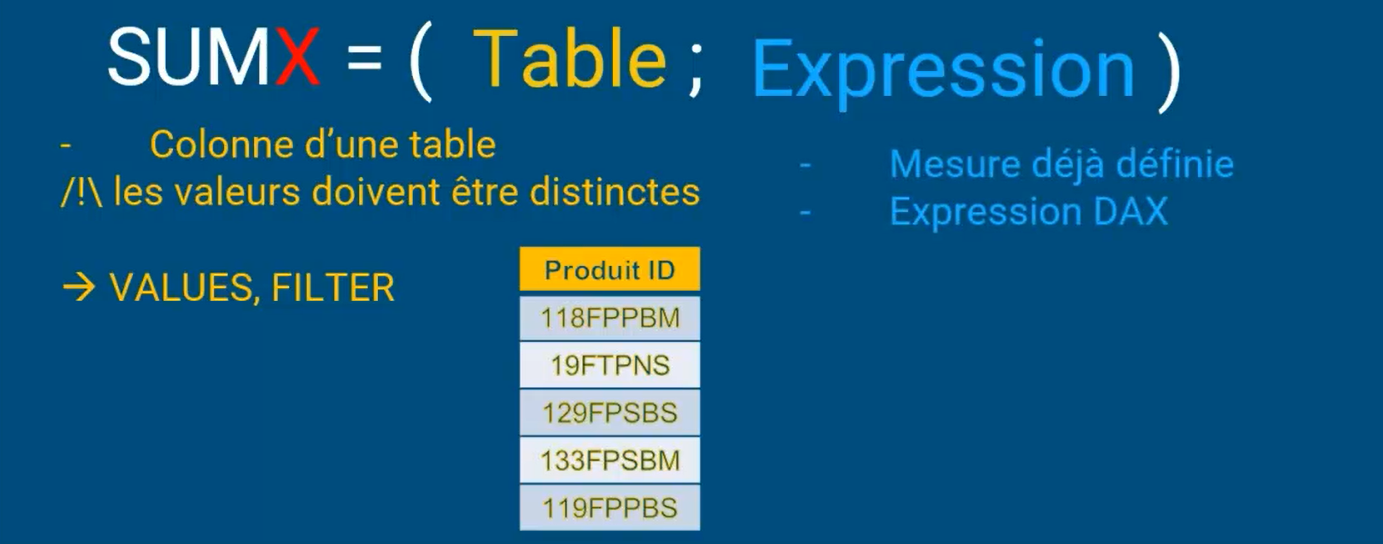 SUMX = ( Table ; Expression )
- Colonne d’une table
/!\ les valeurs doivent être distinctes
→ VALUES, FILTER
- Mesure déjà définie
- Expression DAX
Produit ID
118FPPBM
19FTPNS
129FPSBS
133FPSBM
119FPPBS